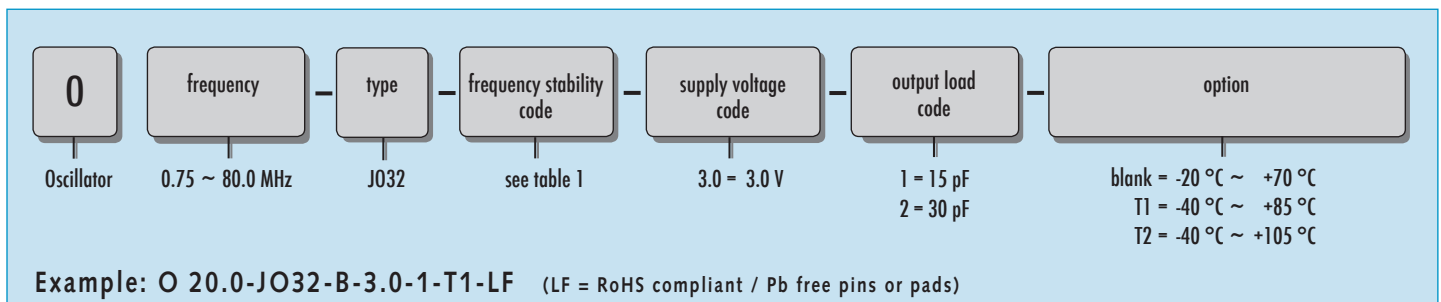 O
frequency
–
type
–
frequency stability
code
–
supply voltage
code
–
output load
code
–
option
Oscillator
0.75 ~ 80.0 MHz
JO32
see table 1
3.0 = 3.0 V
1 = 15 pF
2 = 30 pF
blank = -20 °C ~ +70 °C
T1 = -40 °C ~ +85 °C
T2 = -40 °C ~ +105 °C
Example: O 20.0-JO32-B-3.0-1-T1-LF (LF = RoHS compliant / Pb free pins or pads)